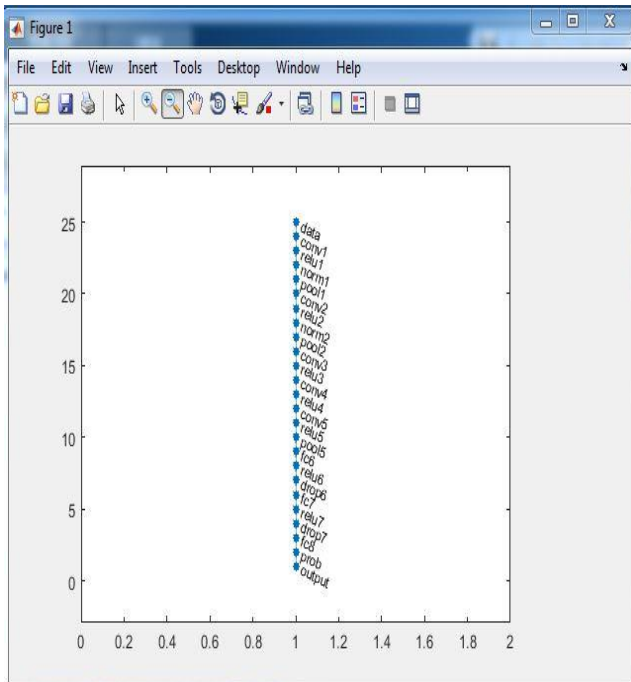 Figure 1
File Edit View Insert Tools Desktop Window Help
25
20
15
10
5
0
data
conv1
relu1
norm1
pool1
conv2
relu2
norm2
pool2
conv3
relu3
conv4
relu4
conv5
relu5
pool5
fc6
relu6
drop6
fc7
relu7
drop7
fc8
prob
output
0 0.2 0.4 0.6 0.8 1 1.2 1.4 1.6 1.8 2